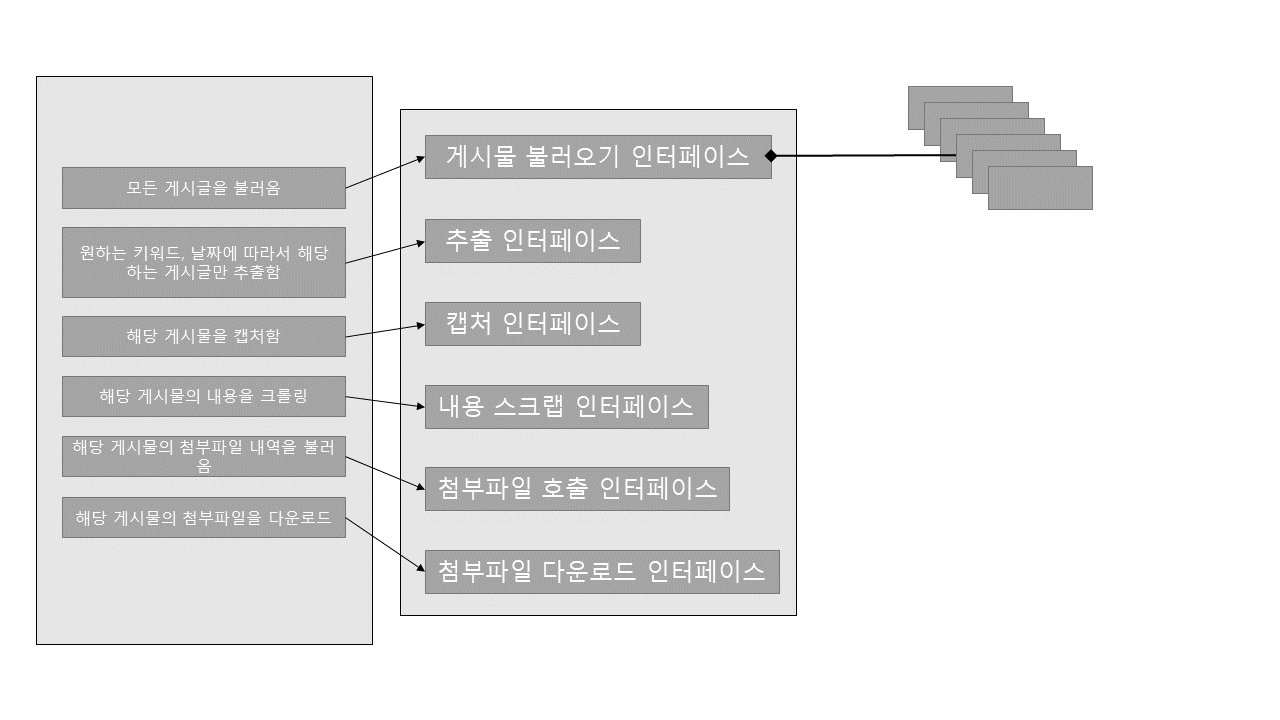 모든 게시글을 불러옴
원하는 키워드, 날짜에 따라서 해당
하는 게시글만 추출함
해당 게시물을 캡처함
해당 게시물의 내용을 크롤링
해당 게시물의 첨부파일 내역을 불러
옴
해당 게시물의 첨부파일을 다운로드
게시물 불러오기 인터페이스
추출 인터페이스
캡처 인터페이스
내용 스크랩 인터페이스
첨부파일 호출 인터페이스
첨부파일 다운로드 인터페이스